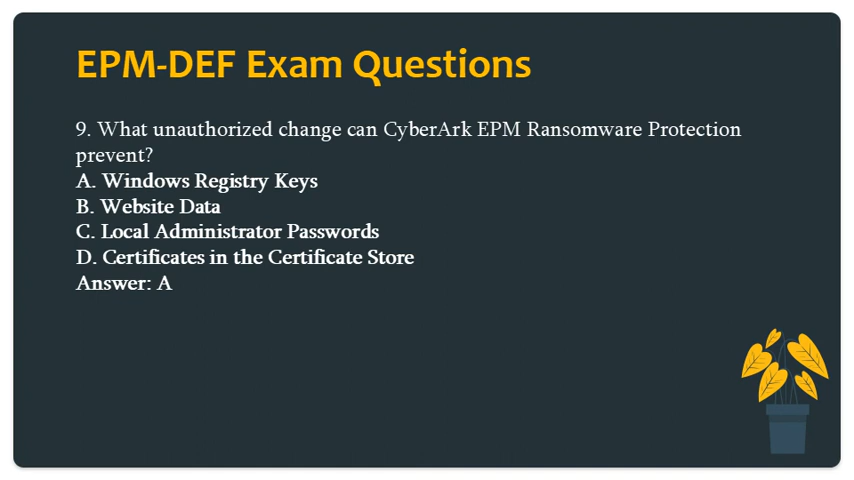 EPM-DEF Exam Questions
9. What unauthorized change can CyberArk EPM Ransomware Protection
prevent?
A. Windows Registry Keys
B. Website Data
C. Local Administrator Passwords
D. Certificates in the Certificate Store
Answer: A